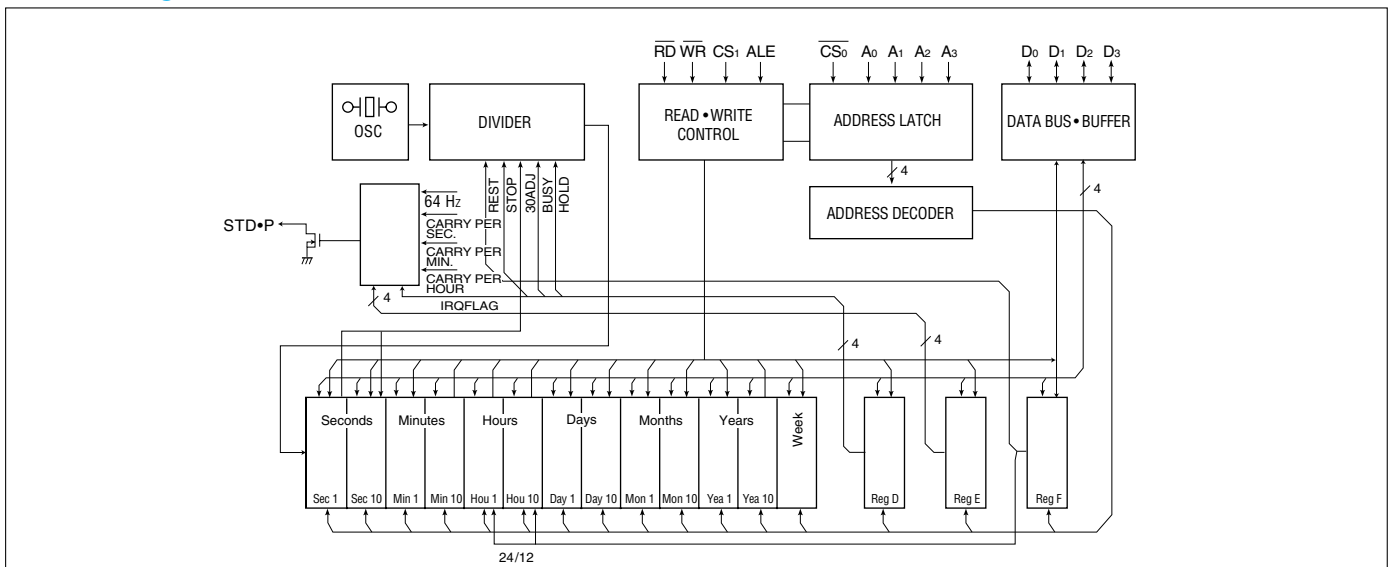 RD WR CS1 ALE
CS0 A0 A1 A2 A3
D0 D1 D2 D3
OSC
DIVIDER
READ•WRITE
CONTROL
ADDRESS LATCH
DATA BUS•BUFFER
4
4
ADDRESS DECODER
REST
STOP
30ADJ
BUSY
HOLD
64 Hz
CARRY PER
SEC.
CARRY PER
MIN.
CARRY PER
HOUR
STD•P
4
IRQFLAG
4
4
Seconds
Minutes
Hours
Days
Months
Years
Week
Sec 1
Sec 10
Min 1
Min 10
Hou 1
Hou 10
Day 1
Day 10
Mon 1
Mon 10
Yea 1
Yea 10
Reg D
Reg E
Reg F
24/12